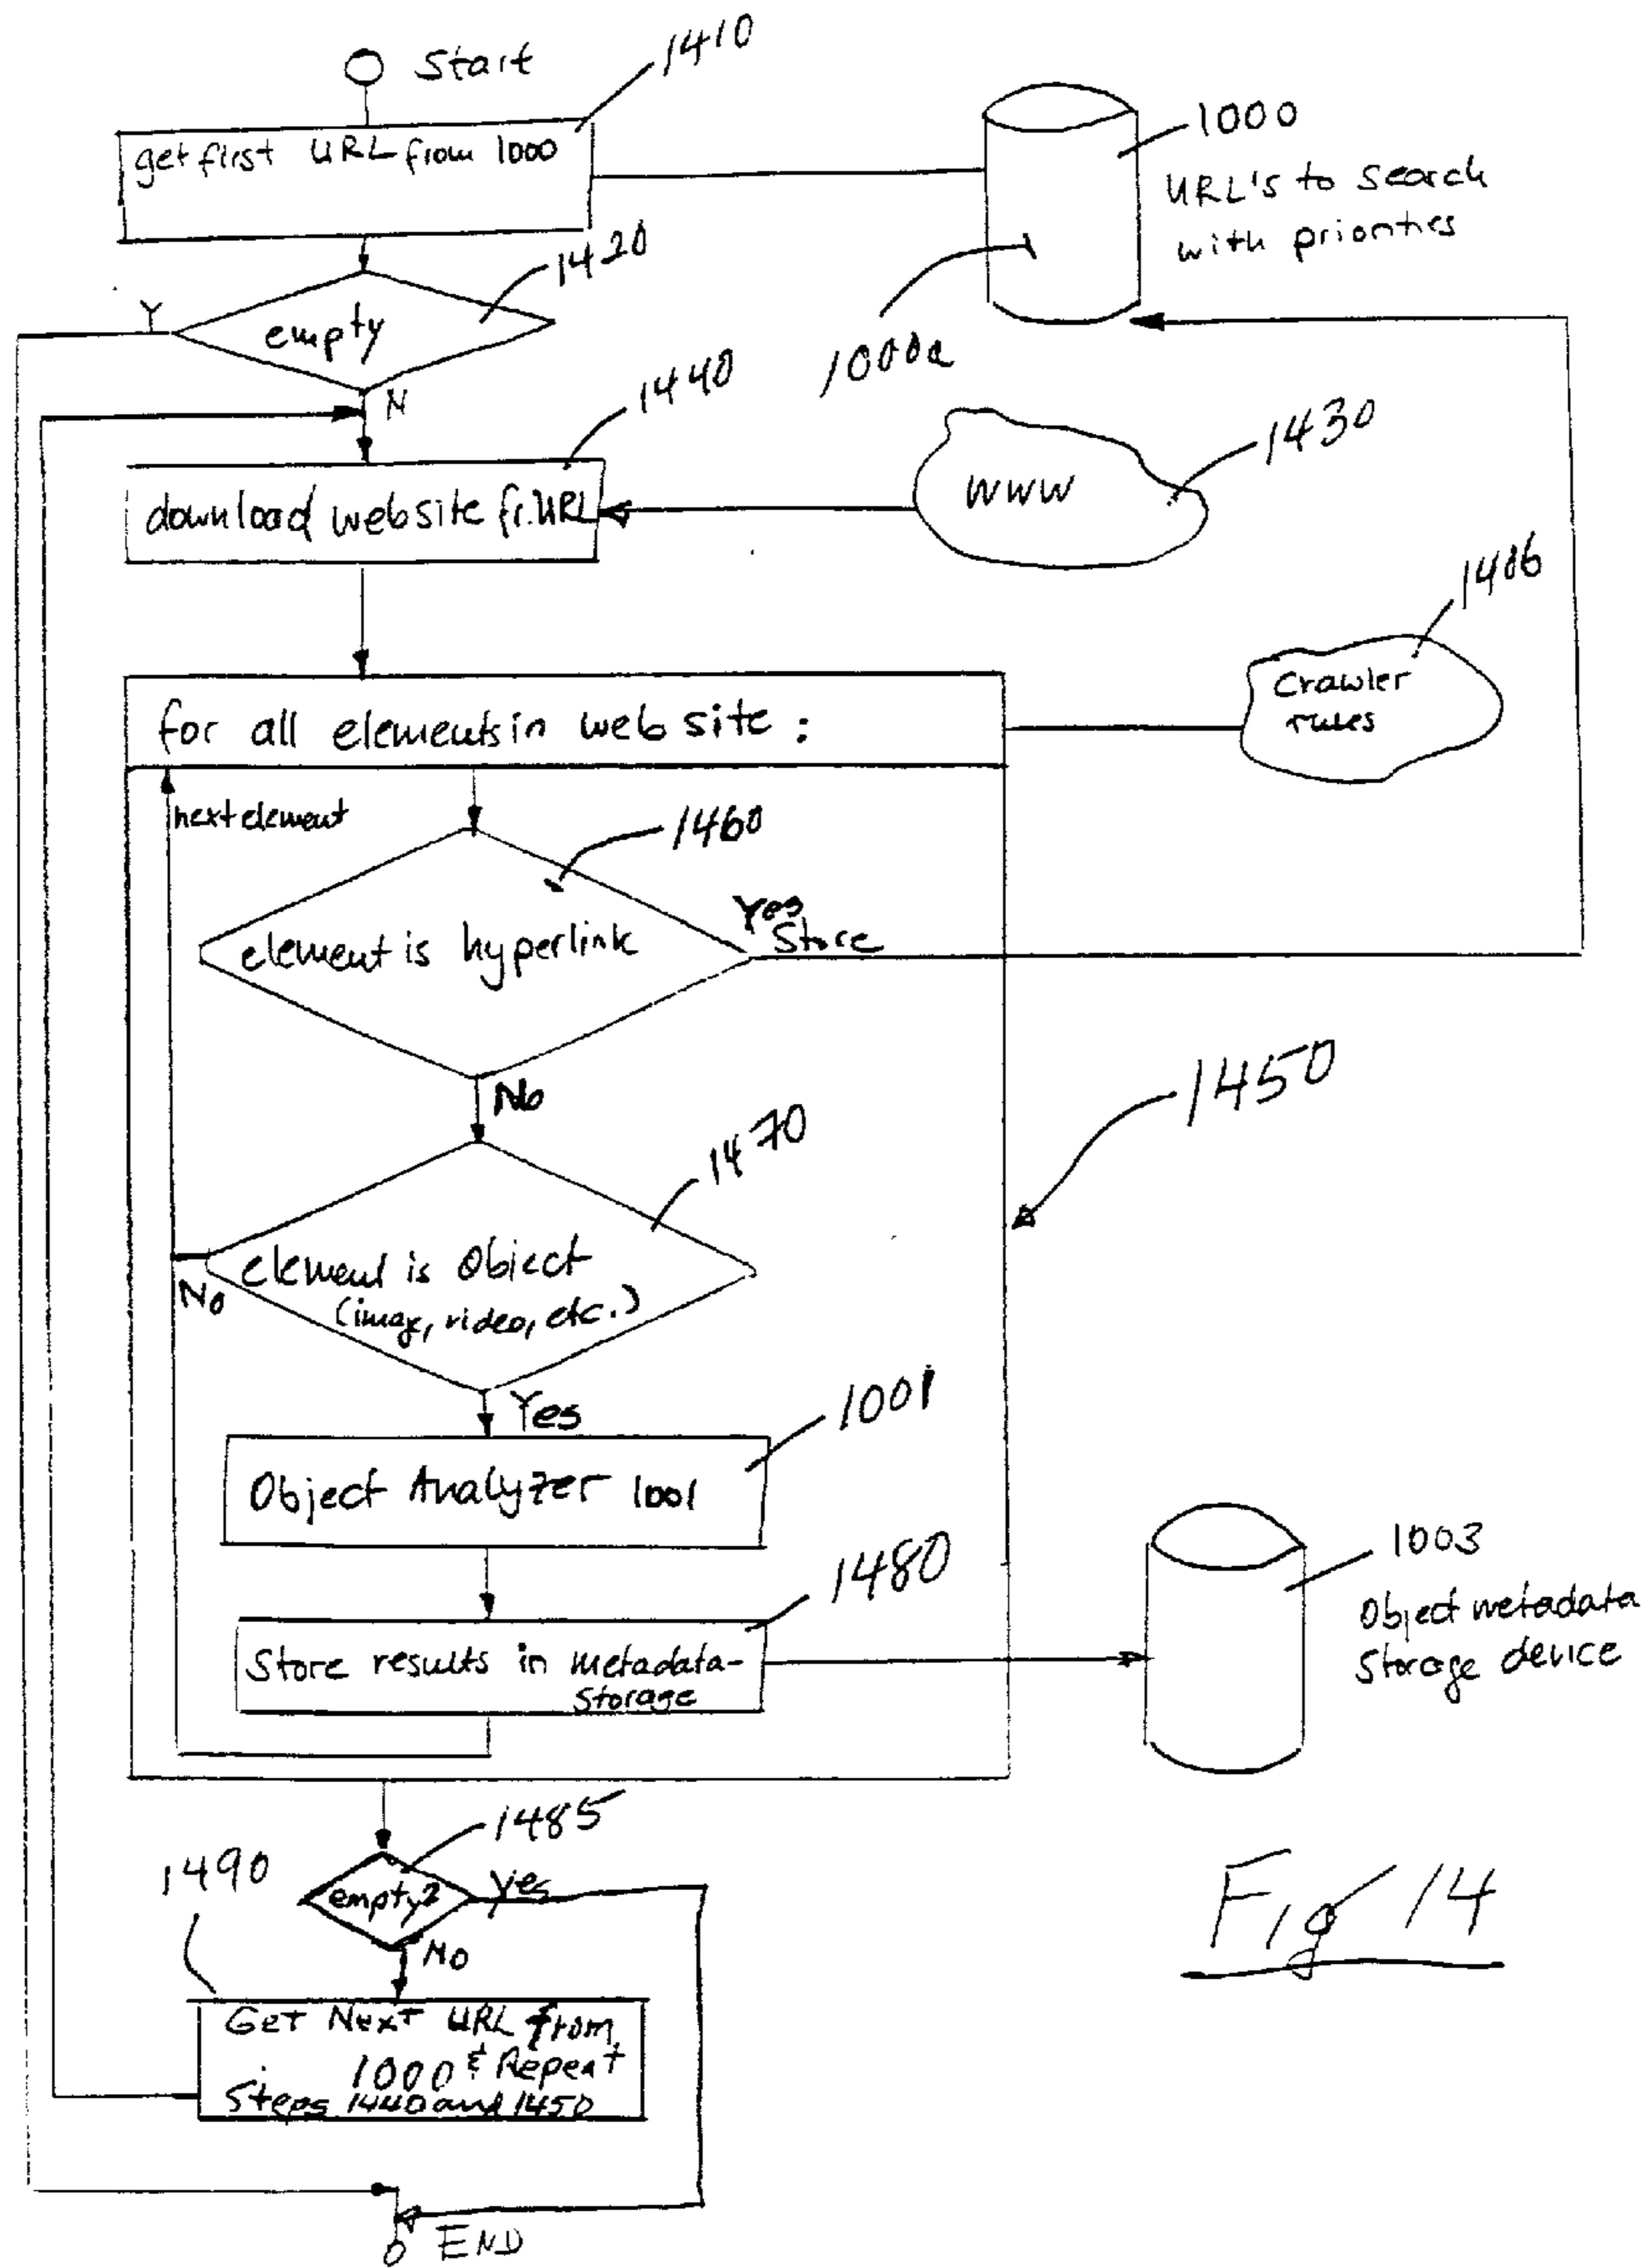 Start
1410
get first URL from 1000
1000
URL's to search
with priorities
1420
Y
empty
1000a
N
1440
1430
download website fr. URL
WWW
1406
Crawler
rules
for all elements in web site :
next element
1460
element is hyperlink
Yes
Store
No
1450
1470
element is Object
(image, video, etc.)
No
Yes
1001
Object Analyzer 1001
1003
Object metadata
Storage device
1480
Store results in metadata-
storage
1485
1490
empty?
yes
No
Get Next URL from
1000 & Repeat
Steps 1440 and 1450
END
Fig 14